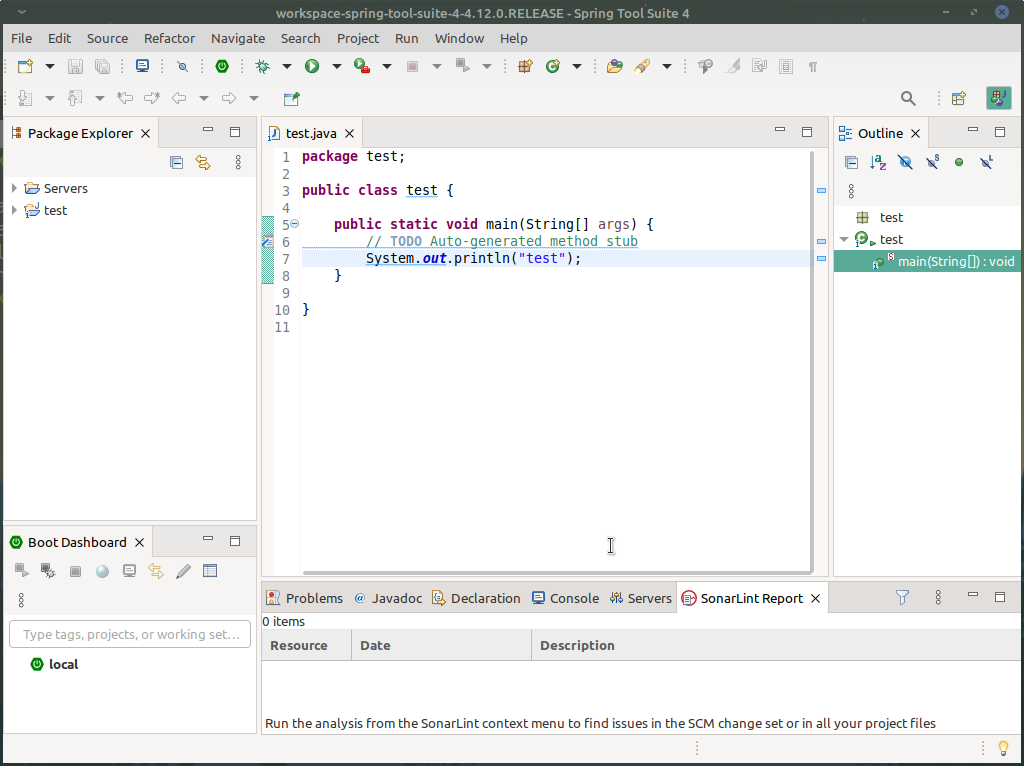 workspace-spring-tool-suite-4-4.12.0.RELEASE - Spring Tool Suite 4
File Edit Source Refactor Navigate Search Project Run Window Help
Package Explorer
Servers
test
test.java
1 package test;
2
3 public class test {
4
5 public static void main(String[] args) {
6 // TODO Auto-generated method stub
7 System.out.println("test");
8 }
9
10 }
11
Outline
test
test
main(String[]) : void
Boot Dashboard
Type tags, projects, or working set...
local
Problems Javadoc Declaration Console Servers SonarLint Report
0 items
Resource Date Description
Run the analysis from the SonarLint context menu to find issues in the SCM change set or in all your project files